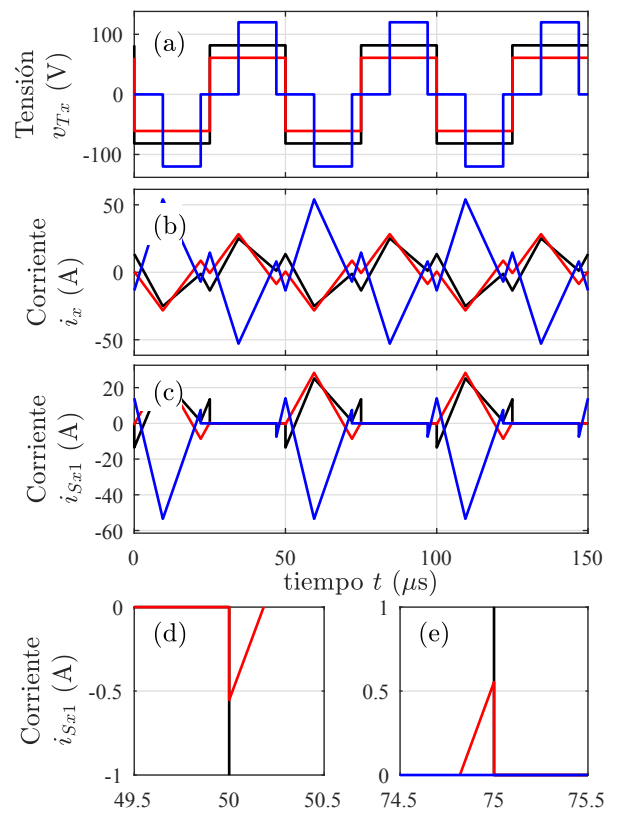 (a)
Tensión
v_{Tx} (V)
100
0
-100
(b)
Corriente
i_x (A)
50
0
-50
(c)
Corriente
i_{Sx1} (A)
20
0
-20
-40
-60
0
50
100
150
tiempo t (μs)
(d)
Corriente
i_{Sx1} (A)
0
-0.5
-1
49.5
50
50.5
(e)
1
0.5
0
74.5
75
75.5